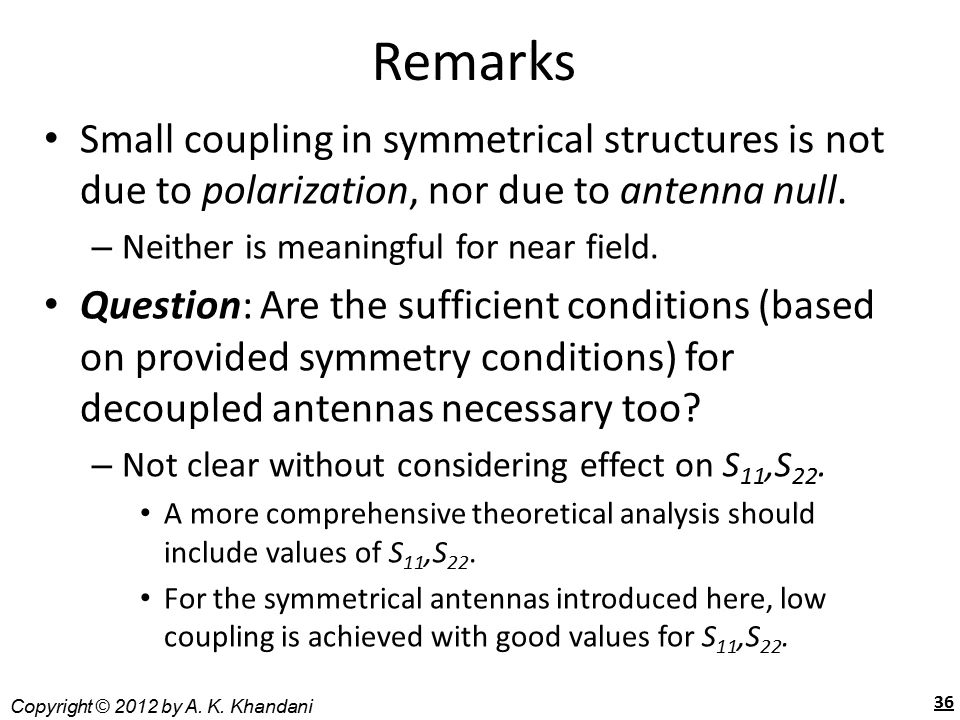 Remarks
• Small coupling in symmetrical structures is not
due to polarization, nor due to antenna null.
– Neither is meaningful for near field.
• Question: Are the sufficient conditions (based
on provided symmetry conditions) for
decoupled antennas necessary too?
– Not clear without considering effect on S11,S22.
• A more comprehensive theoretical analysis should
include values of S11,S22.
• For the symmetrical antennas introduced here, low
coupling is achieved with good values for S11,S22.
Copyright © 2012 by A. K. Khandani
36